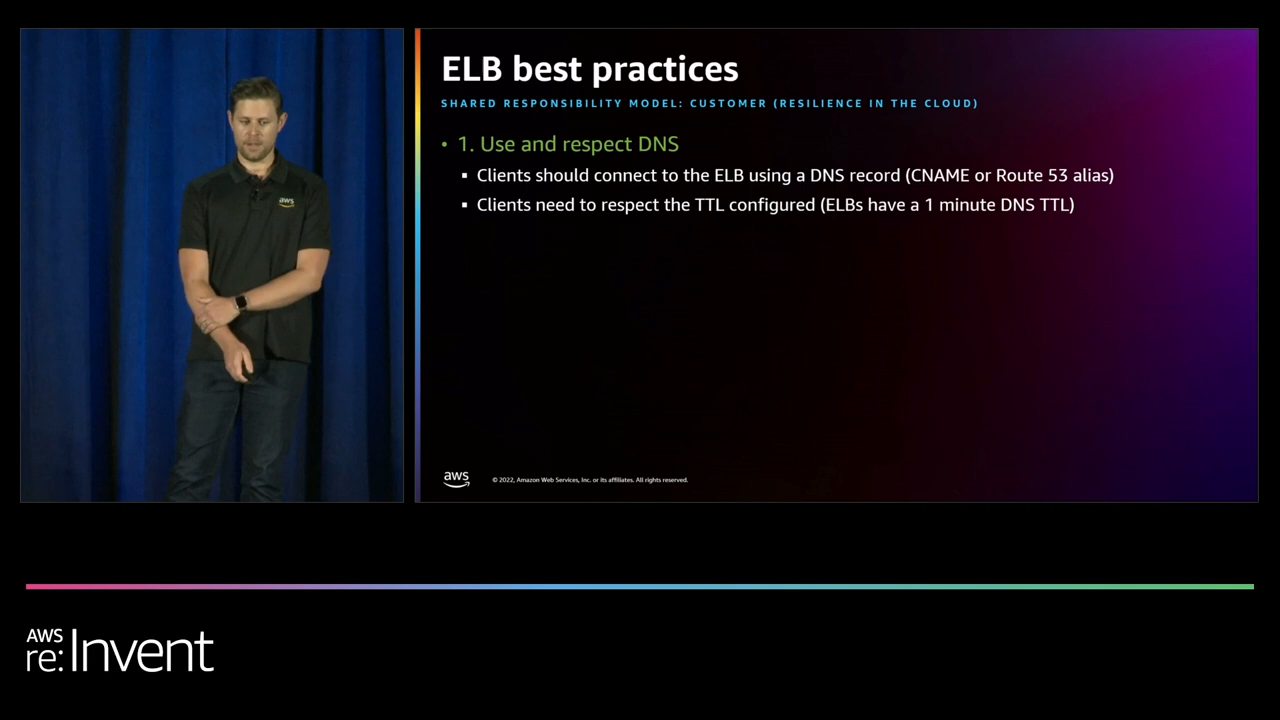 aws
ELB best practices
SHARED RESPONSIBILITY MODEL: CUSTOMER (RESILIENCE IN THE CLOUD)
• 1. Use and respect DNS
▪ Clients should connect to the ELB using a DNS record (CNAME or Route 53 alias)
▪ Clients need to respect the TTL configured (ELBs have a 1 minute DNS TTL)
aws
© 2022, Amazon Web Services, Inc. or its affiliates. All rights reserved.
AWS
re:Invent